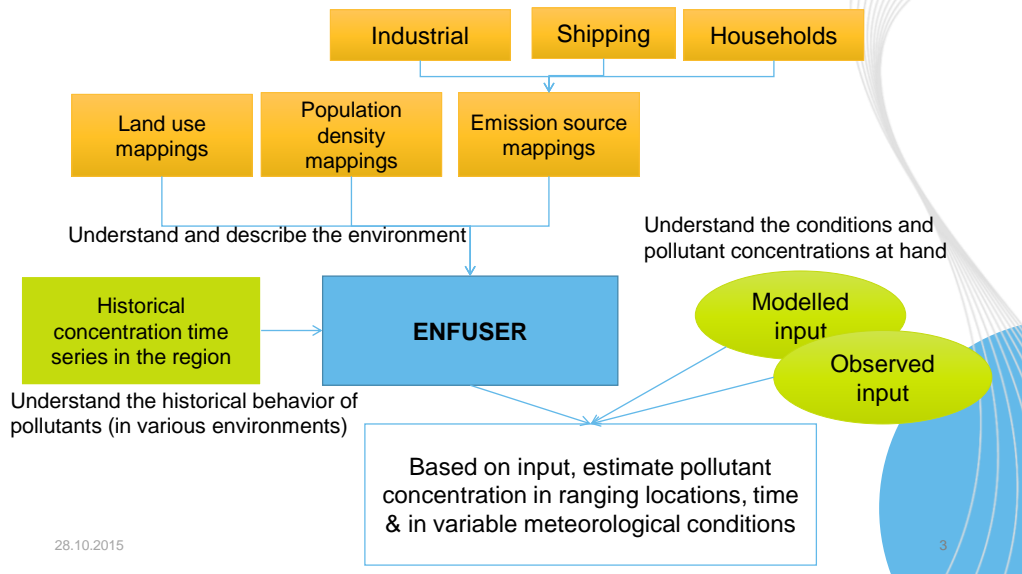 Industrial
Shipping
Households
Land use
mappings
Population
density
mappings
Emission source
mappings
Understand and describe the environment
Understand the conditions and
pollutant concentrations at hand
Historical
concentration time
series in the region
ENFUSER
Modelled
input
Observed
input
Understand the historical behavior of
pollutants (in various environments)
Based on input, estimate pollutant
concentration in ranging locations, time
& in variable meteorological conditions
28.10.2015
3